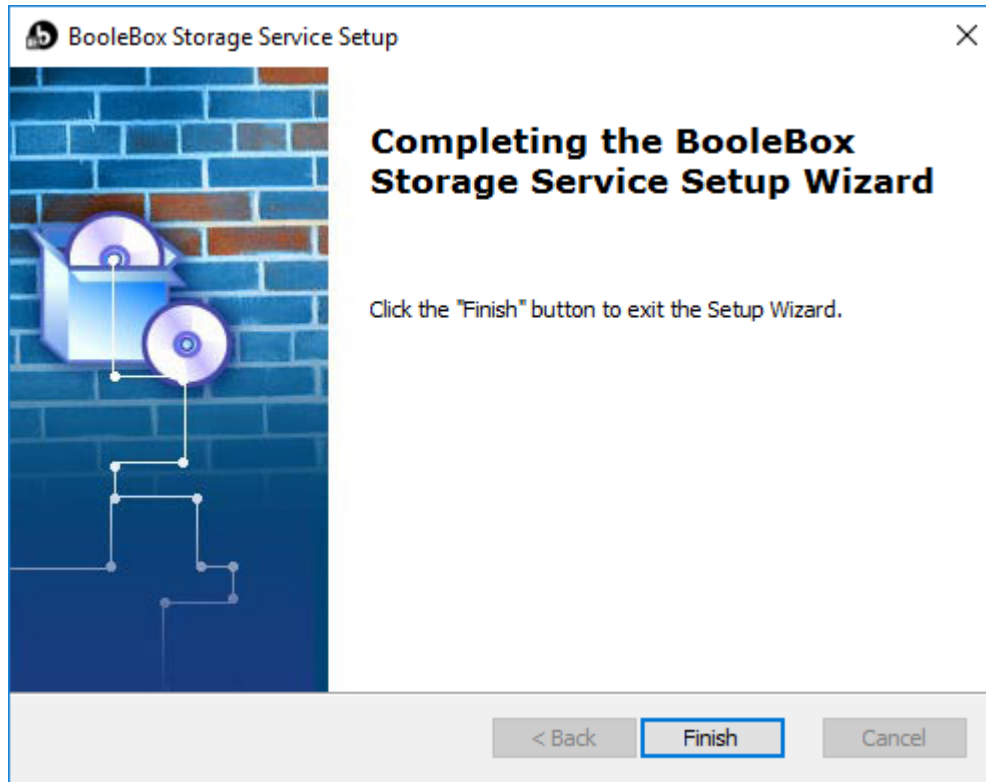 BooleBox Storage Service Setup
Completing the BooleBox
Storage Service Setup Wizard
Click the "Finish" button to exit the Setup Wizard.
< Back Finish Cancel